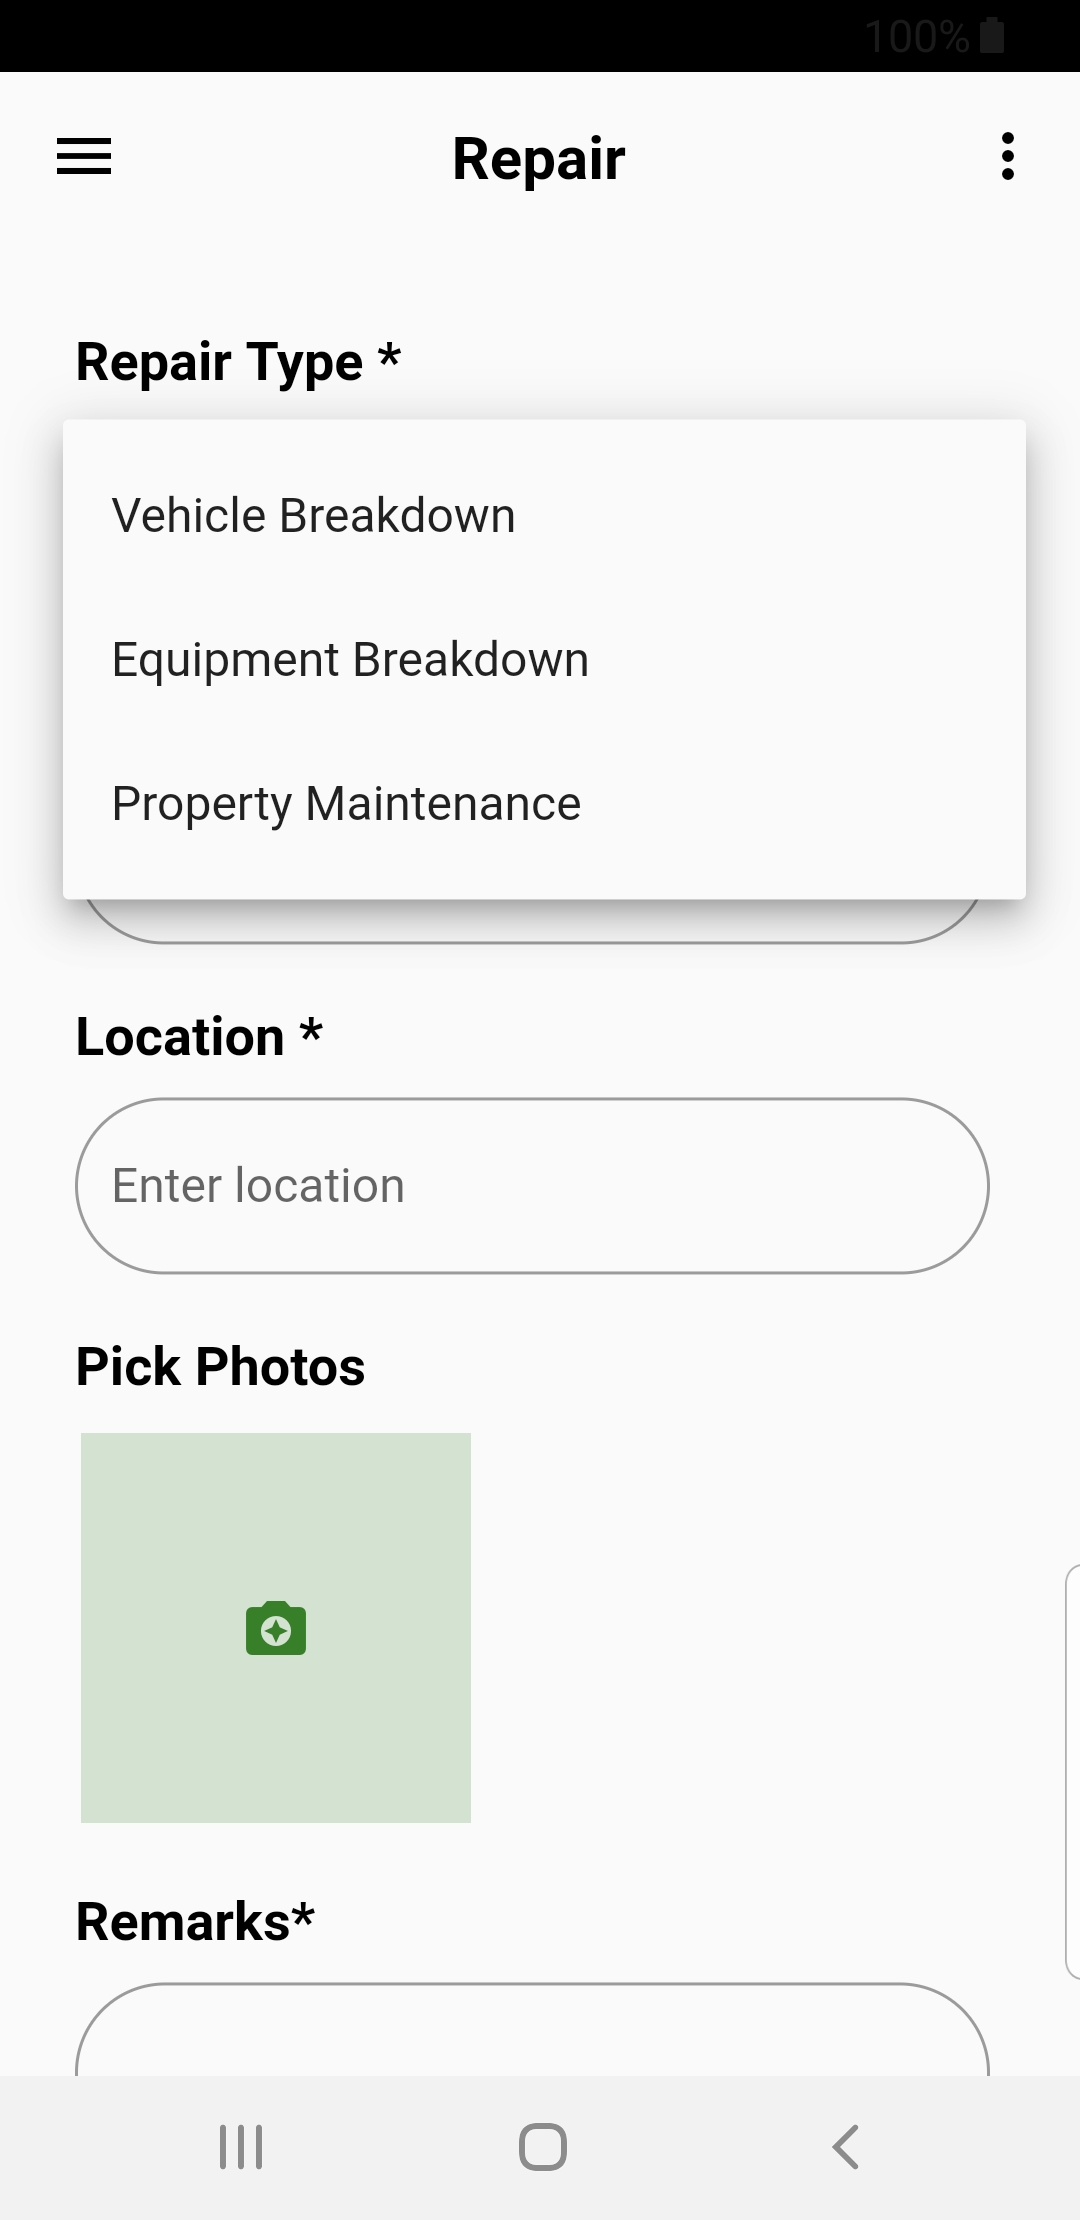 100%
Repair
Repair Type *
Vehicle Breakdown
Equipment Breakdown
Property Maintenance
Location *
Enter location
Pick Photos
Remarks*